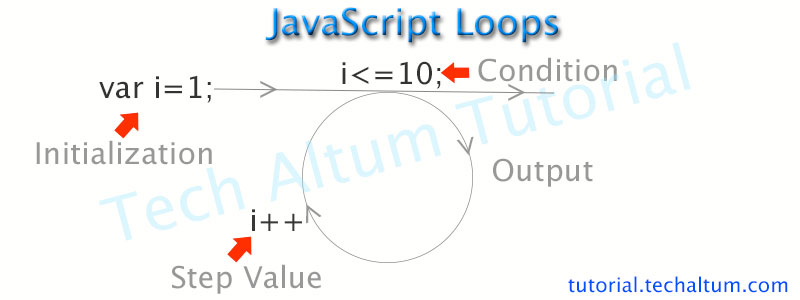 JavaScript Loops
i<=10;
Condition
var i=1;
Initialization
Output
i++
Step Value
Tech Altum Tutorial
tutorial.techaltum.com